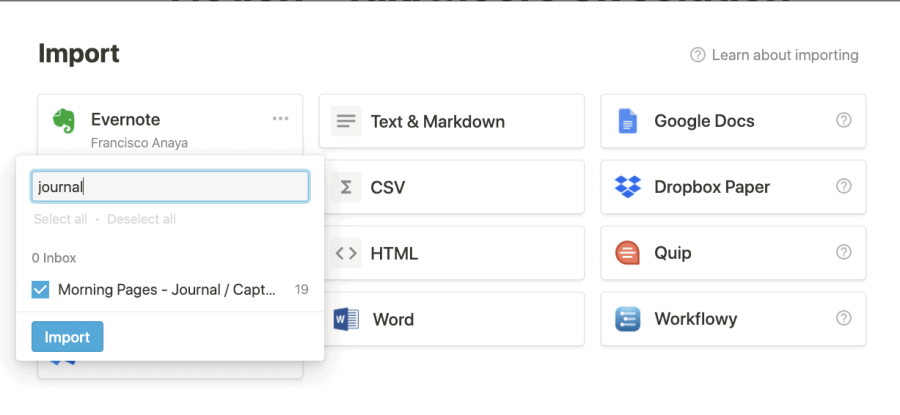 Import
Learn about importing
Evernote
Francisco Anaya
Text & Markdown
Google Docs
journal
Select all • Deselect all
0 Inbox
Morning Pages - Journal / Capt... 19
Import
CSV
Dropbox Paper
HTML
Quip
Word
Workflowy